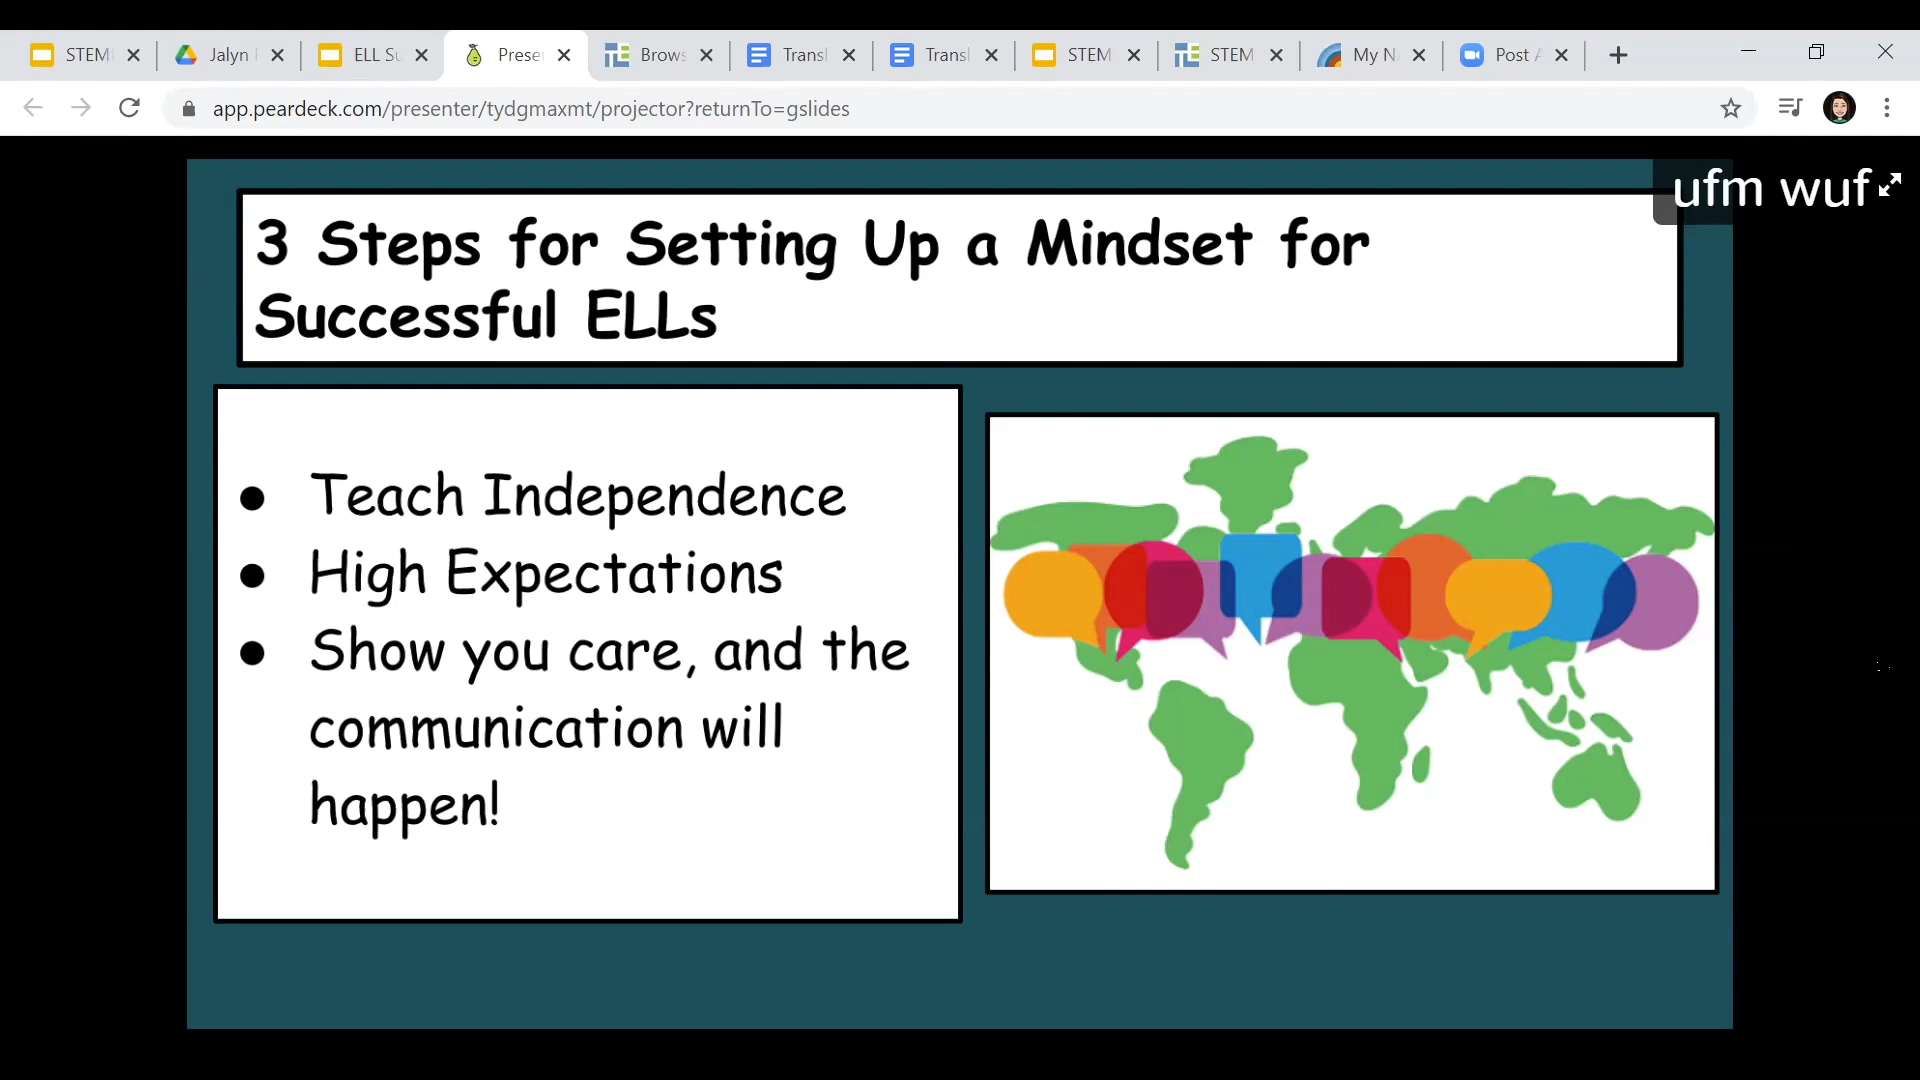 STEM
Jalyn
ELL Su
Prese
Brows
Transl
Transl
STEM
STEM
My N
Post A
app.peardeck.com/presenter/tydgmaxmt/projector?returnTo=gslides
ufm wuf
3 Steps for Setting Up a Mindset for
Successful ELLs
● Teach Independence
● High Expectations
● Show you care, and the
communication will
happen!